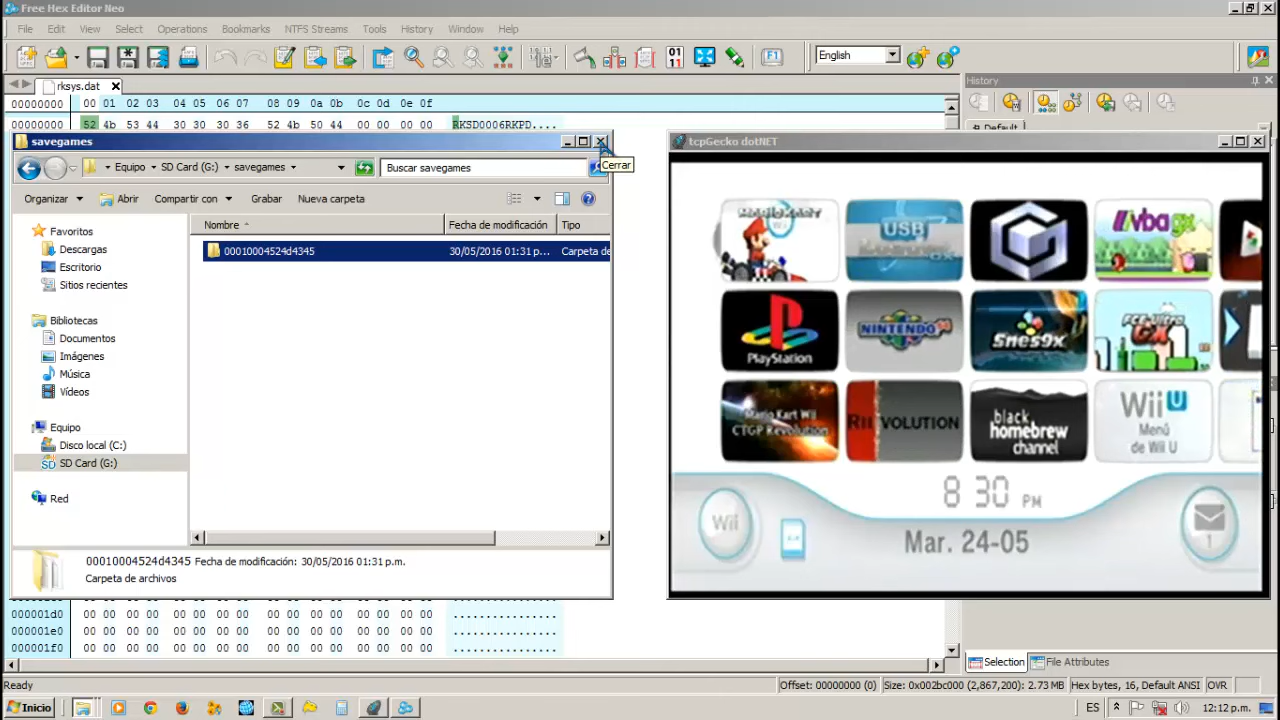 Free Hex Editor Neo
File Edit View Select Operations Bookmarks NTFS Streams Tools History Window Help
English
rksys.dat
History
00000000 00 01 02 03 04 05 06 07 08 09 0a 0b 0c 0d 0e 0f
00000000 52 4b 53 44 30 30 30 36 52 4b 50 44 00 00 00 00 RKSD0006RKPD....
Default
savegames
Cerrar
Equipo SD Card (G:) savegames
Buscar savegames
Organizar Abrir Compartir con Grabar Nueva carpeta
Nombre Fecha de modificación Tipo
00010004524d4345 30/05/2016 01:31 p... Carpeta de
Favoritos
Descargas
Escritorio
Sitios recientes
Bibliotecas
Documentos
Imágenes
Música
Vídeos
Equipo
Disco local (C:)
SD Card (G:)
Red
00010004524d4345 Fecha de modificación: 30/05/2016 01:31 p.m.
Carpeta de archivos
tcpGecko dotNET
MARIOKART
Wii
USB
vba gx
PlayStation
NINTENDO 64
Snes9x
FCE Ultra
GX
Mario Kart Wii
CTGP Revolution
RiiVOLUTION
black
homebrew
channel
Wii U
Menú
de Wii U
8 30 PM
Wii
Mar. 24-05
1
000001d0 00 00 00 00 00 00 00 00 00 00 00 00 00 00 00 00 ................
000001e0 00 00 00 00 00 00 00 00 00 00 00 00 00 00 00 00 ................
000001f0 00 00 00 00 00 00 00 00 00 00 00 00 00 00 00 00 ................
Selection File Attributes
Ready Offset: 00000000 (0) Size: 0x002bc000 (2,867,200): 2.73 MB Hex bytes, 16, Default ANSI OVR
Inicio ES 12:12 p.m.